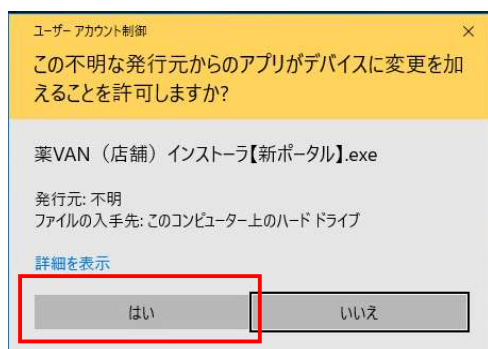 ユーザー アカウント制御
この不明な発行元からのアプリがデバイスに変更を加
えることを許可しますか?
薬VAN（店舗）インストーラ【新ポータル】.exe
発行元: 不明
ファイルの入手先: このコンピューター上のハード ドライブ
詳細を表示
はい
いいえ